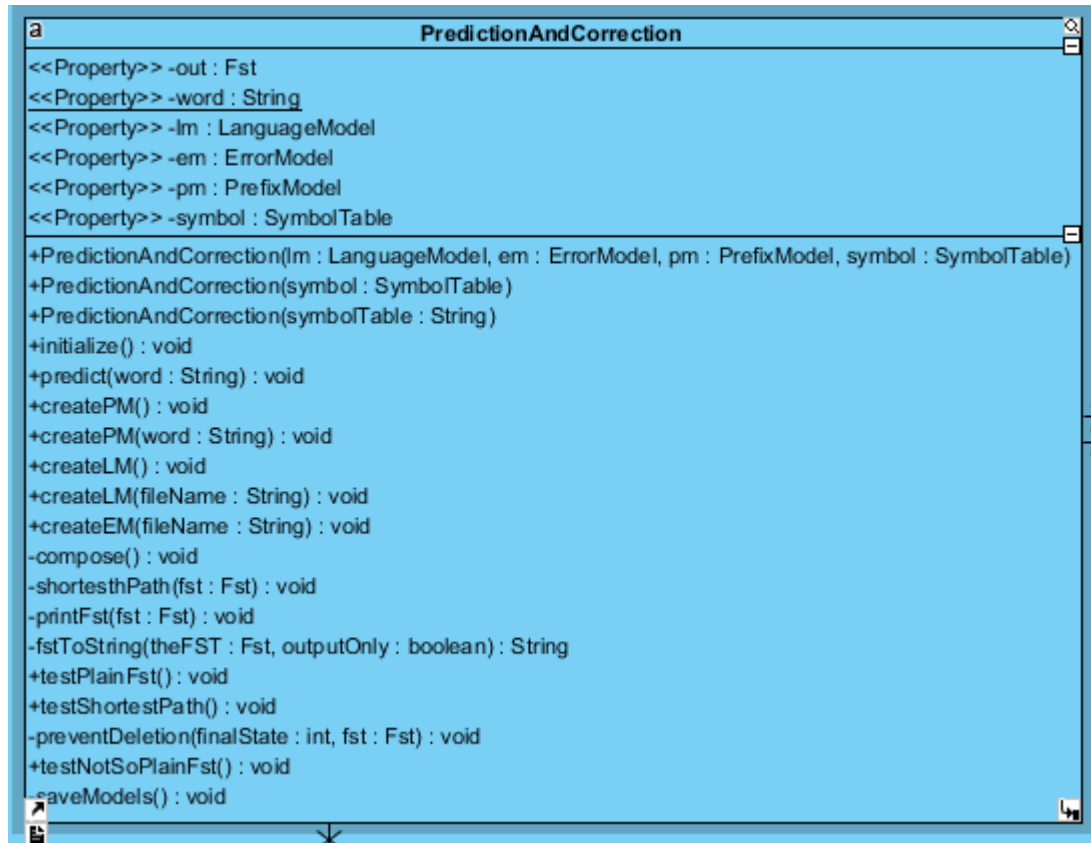 a
PredictionAndCorrection
<<Property>> -out : Fst
<<Property>> -word : String
<<Property>> -lm : LanguageModel
<<Property>> -em : ErrorModel
<<Property>> -pm : PrefixModel
<<Property>> -symbol : SymbolTable
+PredictionAndCorrection(lm : LanguageModel, em : ErrorModel, pm : PrefixModel, symbol : SymbolTable)
+PredictionAndCorrection(symbol : SymbolTable)
+PredictionAndCorrection(symbolTable : String)
+initialize() : void
+predict(word : String) : void
+createPM() : void
+createPM(word : String) : void
+createLM() : void
+createLM(fileName : String) : void
+createEM(fileName : String) : void
-compose() : void
-shortesthPath(fst : Fst) : void
-printFst(fst : Fst) : void
-fstToString(theFST : Fst, outputOnly : boolean) : String
+testPlainFst() : void
+testShortestPath() : void
-preventDeletion(finalState : int, fst : Fst) : void
+testNotSoPlainFst() : void
-saveModels() : void